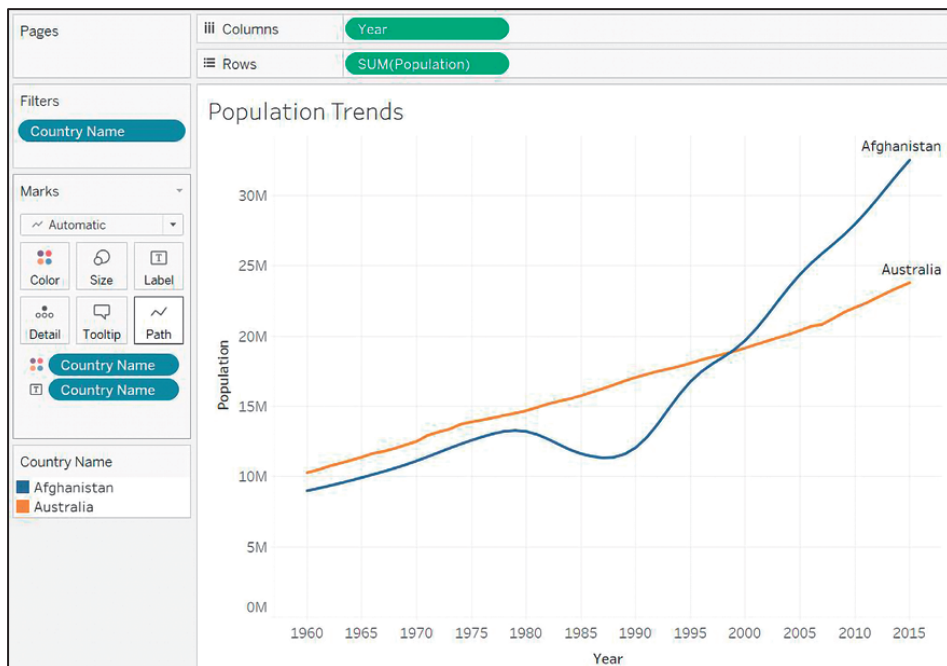 Pages
Columns Year
Rows SUM(Population)
Filters
Country Name
Marks
Automatic
Color Size Label
Detail Tooltip Path
Country Name
T Country Name
Country Name
Afghanistan
Australia
Population Trends
Afghanistan
Australia
30M
25M
20M
15M
10M
5M
0M
Population
1960 1965 1970 1975 1980 1985 1990 1995 2000 2005 2010 2015
Year